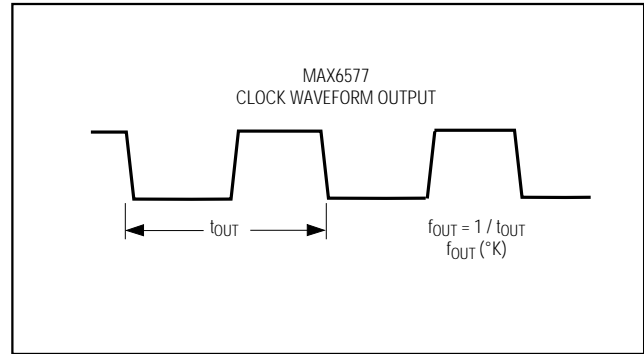 MAX6577
CLOCK WAVEFORM OUTPUT
tOUT
fOUT = 1 / tOUT
fOUT (°K)